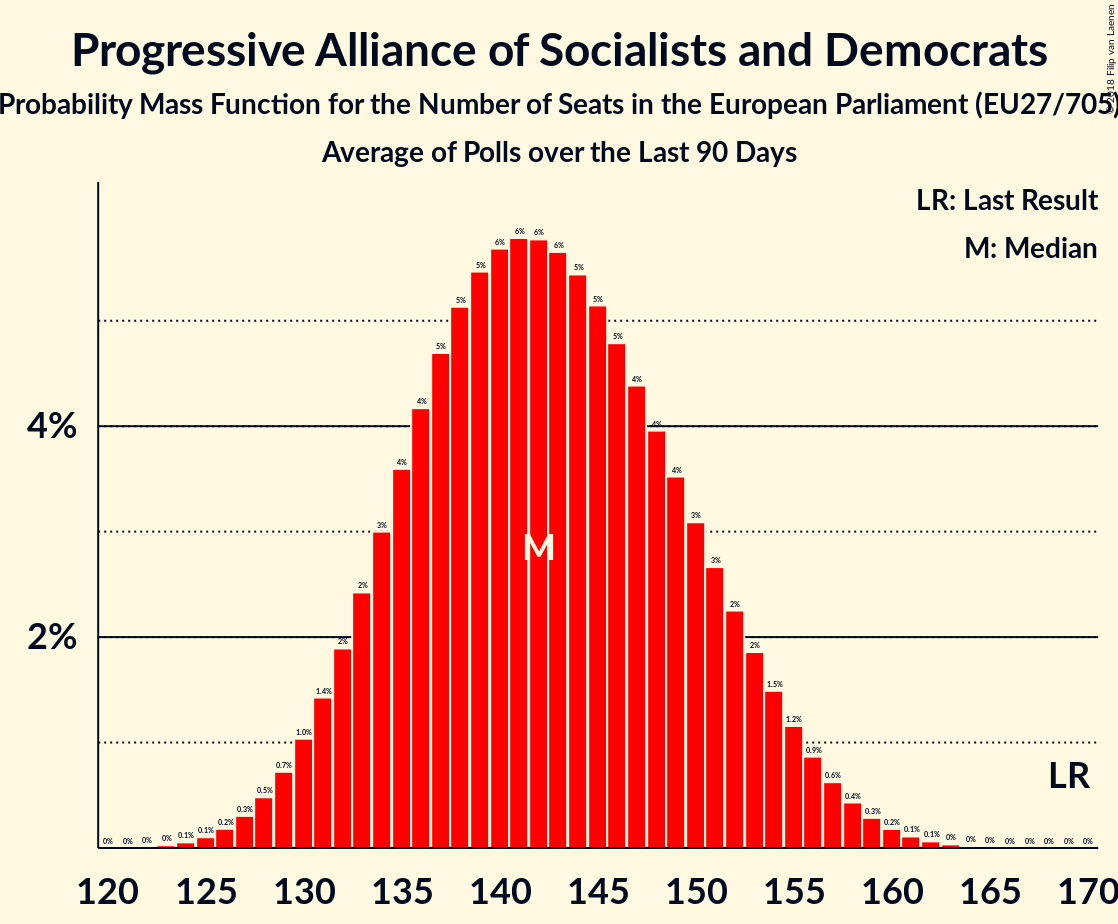 Progressive Alliance of Socialists and Democrats
Probability Mass Function for the Number of Seats in the European Parliament (EU27/705)
Average of Polls over the Last 90 Days
© 2018 Filip van Laenen
LR: Last Result
M: Median
4%
2%
0% 0% 0% 0% 0.1% 0.1% 0.2% 0.3% 0.5% 0.7% 1.0% 1.4% 2% 2% 3% 4% 4% 5% 5% 5% 6% 6% 6% 6% 5% 5% 5% 4% 4% 4% 3% 3% 2% 2% 1.5% 1.2% 0.9% 0.6% 0.4% 0.3% 0.2% 0.1% 0.1% 0% 0% 0% 0% 0% 0% 0% 0%
M
LR
120 125 130 135 140 145 150 155 160 165 170